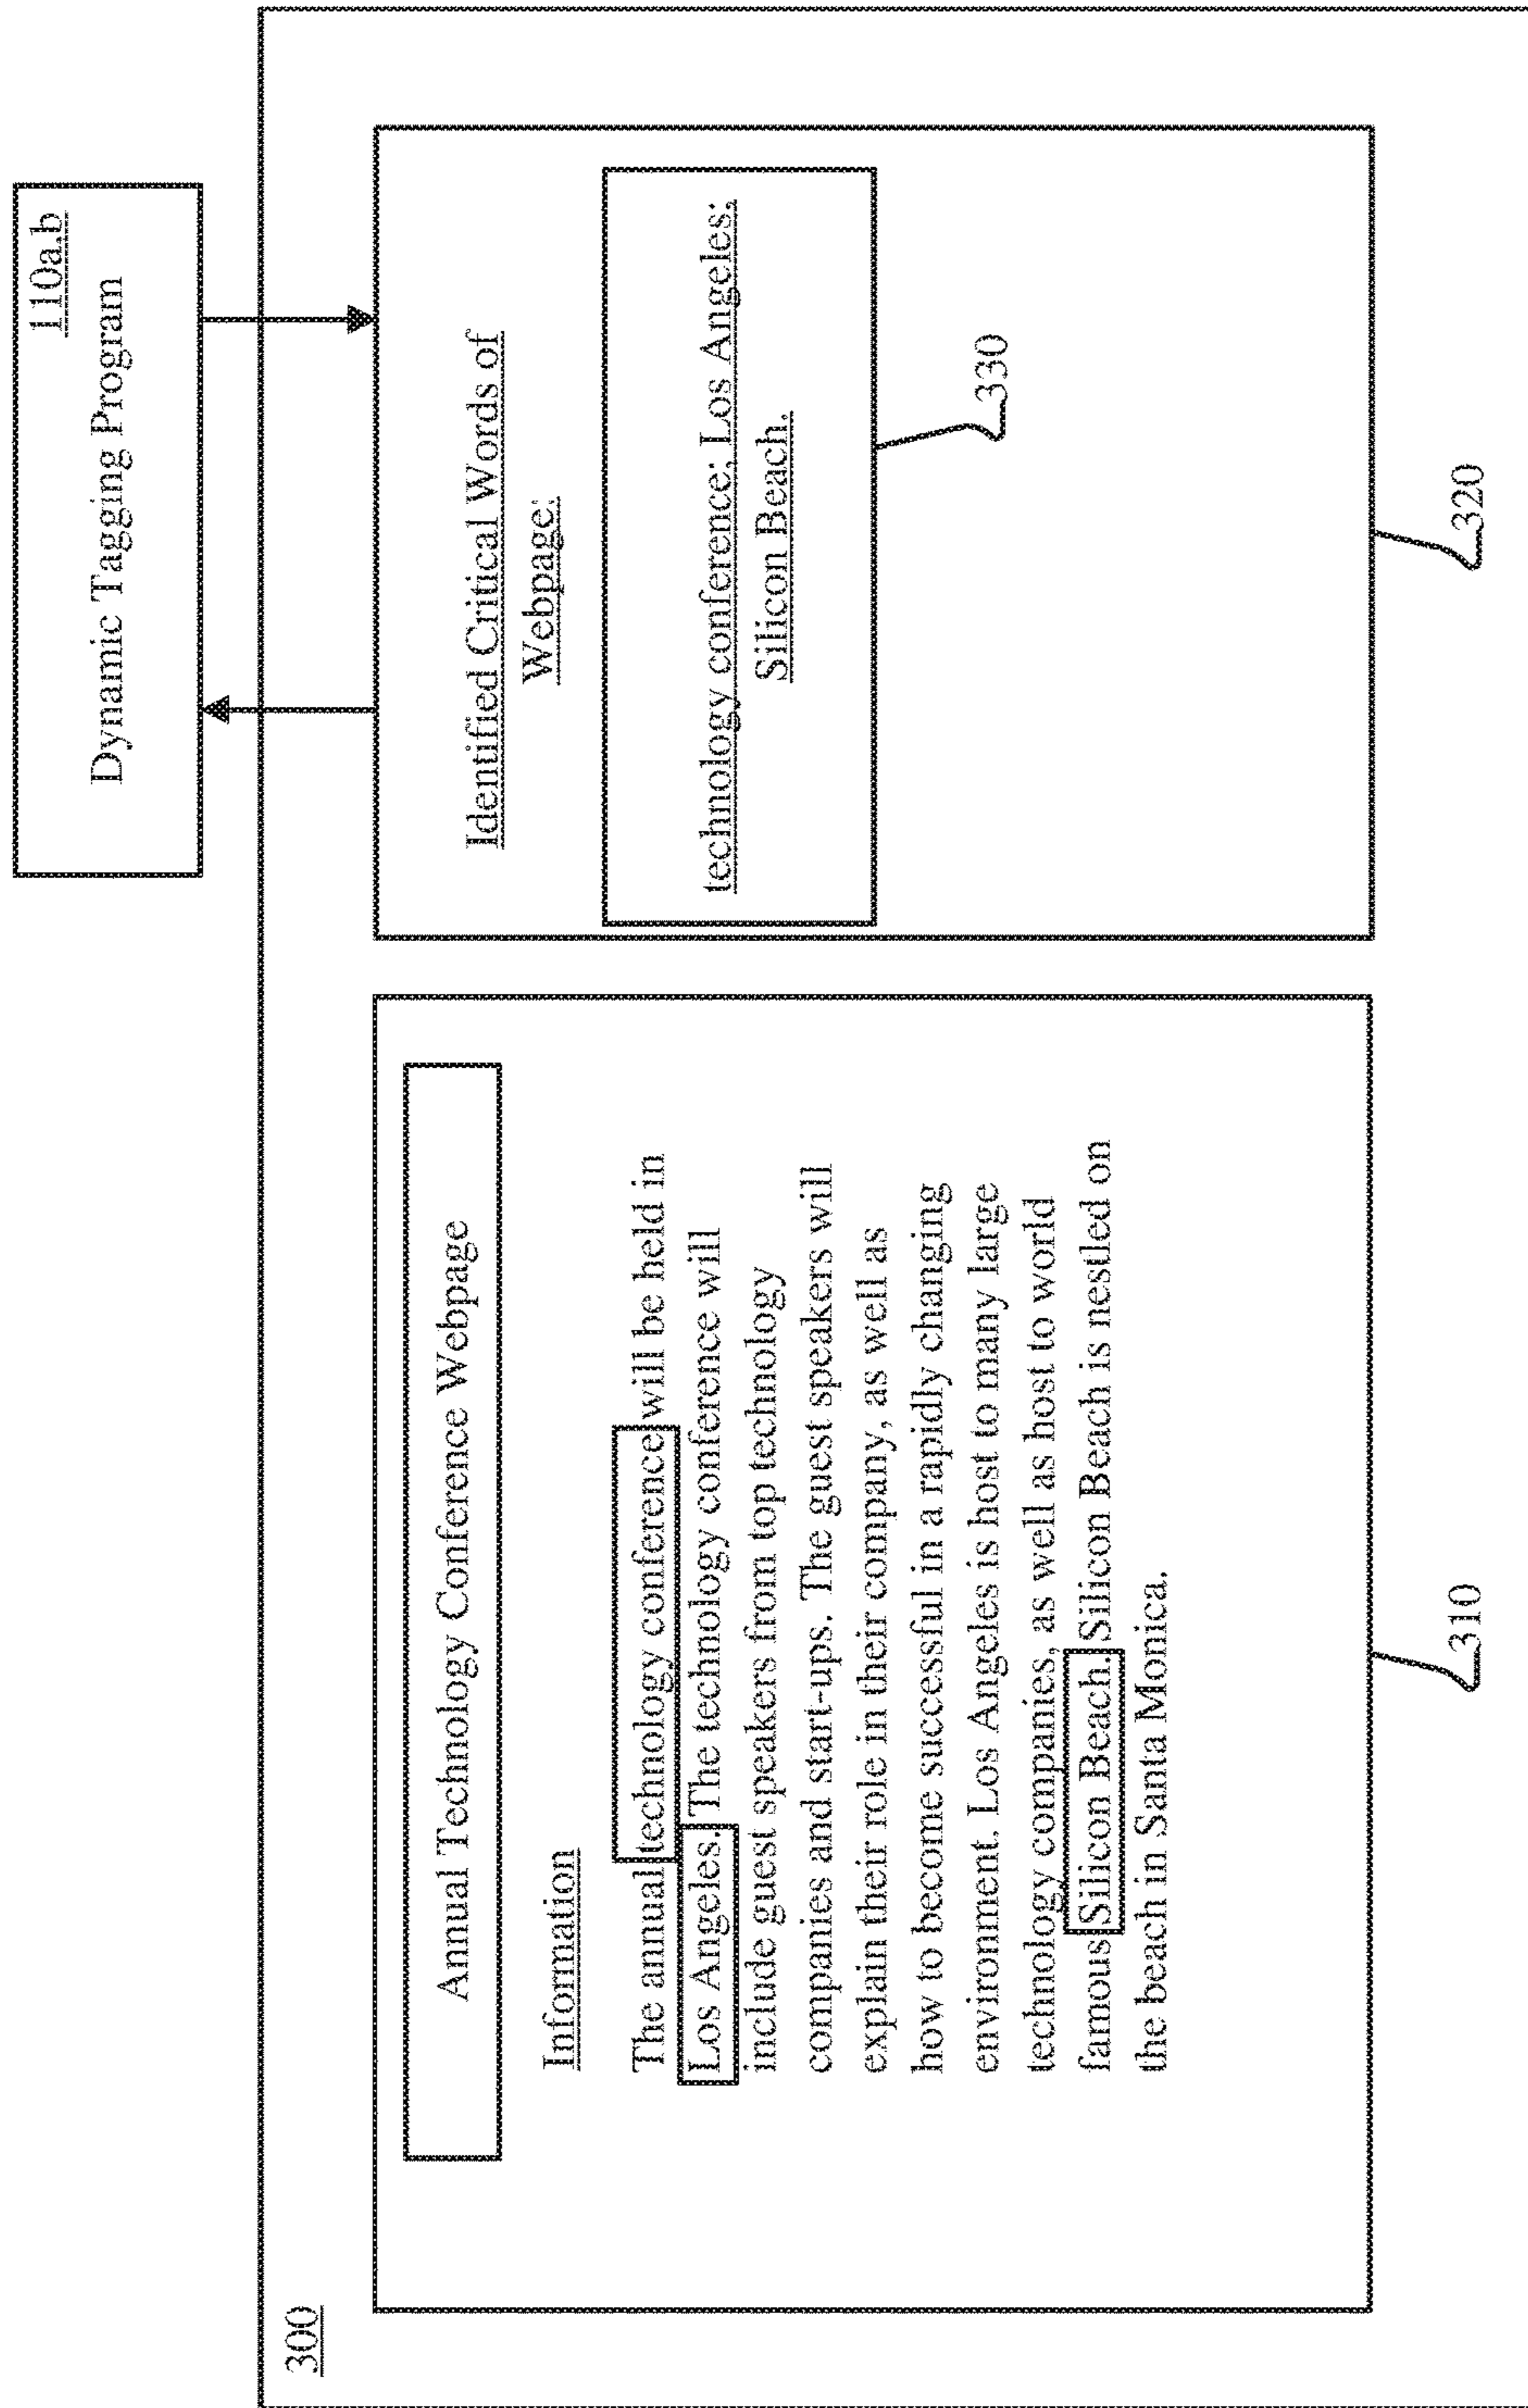 110a,b
Dynamic Tagging Program
300
Annual Technology Conference Webpage
Information
The annual technology conference will be held in
Los Angeles. The technology conference will
include guest speakers from top technology
companies and start-ups. The guest speakers will
explain their role in their company, as well as
how to become successful in a rapidly changing
environment. Los Angeles is host to many large
technology companies, as well as host to world
famous Silicon Beach. Silicon Beach is nestled on
the beach in Santa Monica.
310
Identified Critical Words of
Webpage:
technology conference; Los Angeles;
Silicon Beach.
330
320